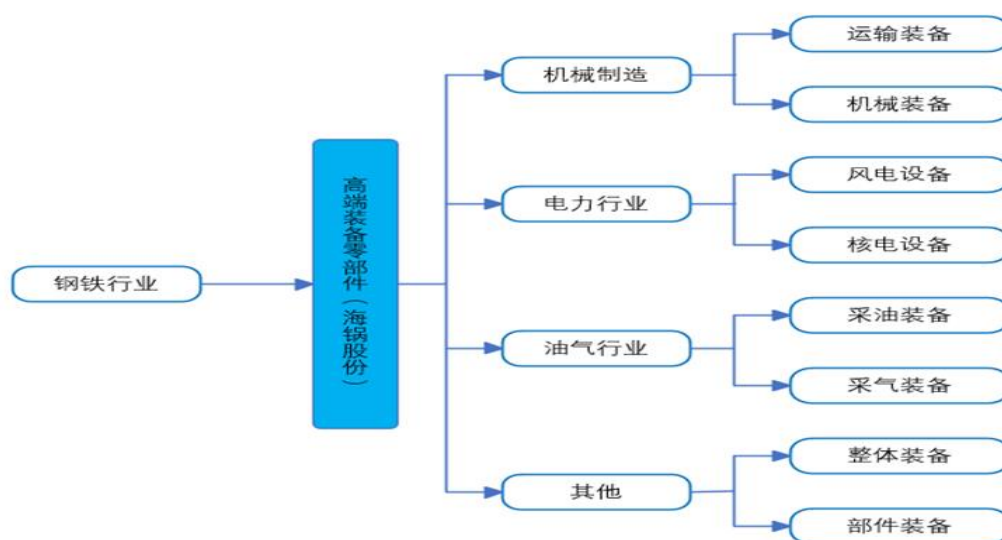 钢铁行业
高端装备零部件（海锅股份）
机械制造
运输装备
机械装备
电力行业
风电设备
核电设备
油气行业
采油装备
采气装备
其他
整体装备
部件装备